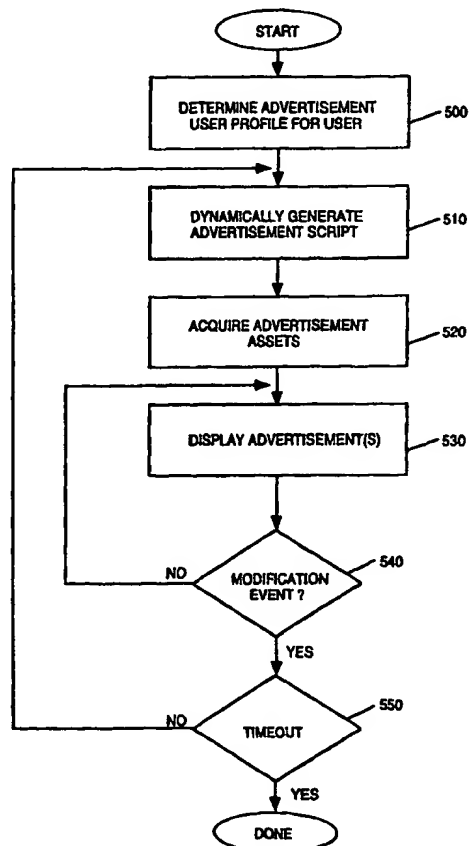 START
DETERMINE ADVERTISEMENT
USER PROFILE FOR USER
500
DYNAMICALLY GENERATE
ADVERTISEMENT SCRIPT
510
ACQUIRE ADVERTISEMENT
ASSETS
520
DISPLAY ADVERTISEMENT(S)
530
540
NO
MODIFICATION
EVENT ?
YES
550
NO
TIMEOUT
YES
DONE